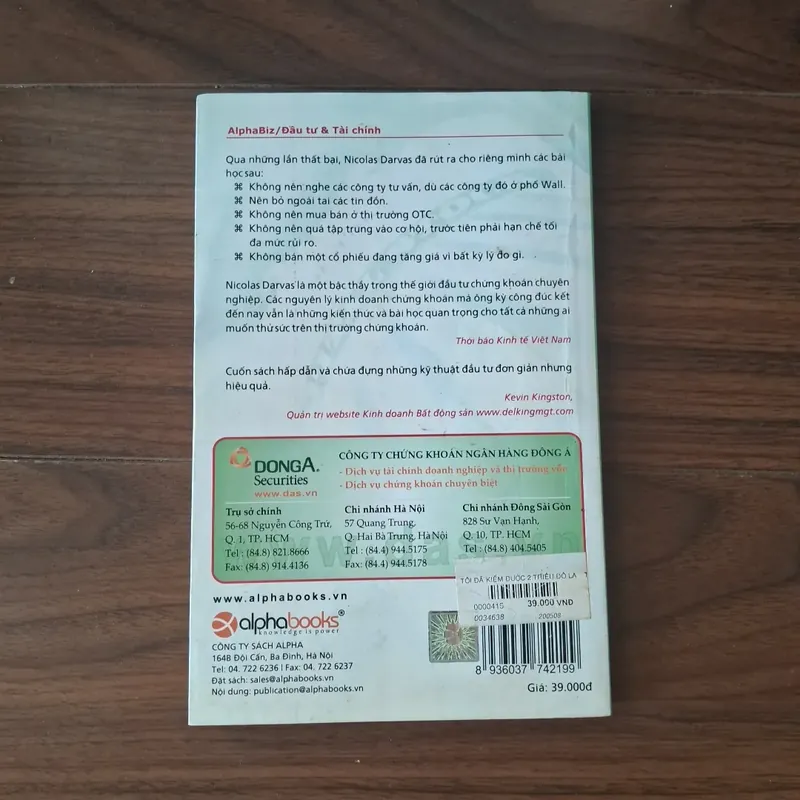 AlphaBiz/Đầu tư & Tài chính
Qua những lần thất bại, Nicolas Darvas đã rút ra cho riêng mình các bài
học sau:
⌘ Không nên nghe các công ty tư vấn, dù các công ty đó ở phố Wall.
⌘ Nên bỏ ngoài tai các tin đồn.
⌘ Không nên mua bán ở thị trường OTC.
⌘ Không nên quá tập trung vào cơ hội, trước tiên phải hạn chế tối
đa mức rủi ro.
⌘ Không bán một cổ phiếu đang tăng giá vì bất kỳ lý do gì.
Nicolas Darvas là một bậc thầy trong thế giới đầu tư chứng khoán chuyên
nghiệp. Các nguyên lý kinh doanh chứng khoán mà ông kỳ công đúc kết
đến nay vẫn là những kiến thức và bài học quan trọng cho tất cả những ai
muốn thử sức trên thị trường chứng khoán.
Thời báo Kinh tế Việt Nam
Cuốn sách hấp dẫn và chứa đựng những kỹ thuật đầu tư đơn giản nhưng
hiệu quả.
Kevin Kingston,
Quản trị website Kinh doanh Bất động sản www.delkingmgt.com
DONGA.
Securities
www.das.vn
CÔNG TY CHỨNG KHOÁN NGÂN HÀNG ĐÔNG Á
- Dịch vụ tài chính doanh nghiệp và thị trường vốn
- Dịch vụ chứng khoán chuyên biệt
Trụ sở chính
56-68 Nguyễn Công Trứ,
Q. 1, TP. HCM
Tel : (84.8) 821.8666
Fax: (84.8) 914.4136
Chi nhánh Hà Nội
57 Quang Trung,
Q. Hai Bà Trưng, Hà Nội
Tel : (84.4) 944.5175
Fax: (84.4) 944.5178
Chi nhánh Đông Sài Gòn
828 Sư Vạn Hạnh,
Q. 10, TP. HCM
Tel : (84.8) 404.5405
www.das.vn
www.alphabooks.vn
alphabooks®
knowledge is power
CÔNG TY SÁCH ALPHA
164B Đội Cấn, Ba Đình, Hà Nội
Tel: 04. 722 6236 | Fax: 04. 722 6237
Đặt sách: sales@alphabooks.vn
Nội dung: publication@alphabooks.vn
TÔI ĐÃ KIẾM ĐƯỢC 2 TRIỆU ĐÔ LA T
0000415 39.000 VND
0034638 200508
8 936037 742199
Giá: 39.000đ